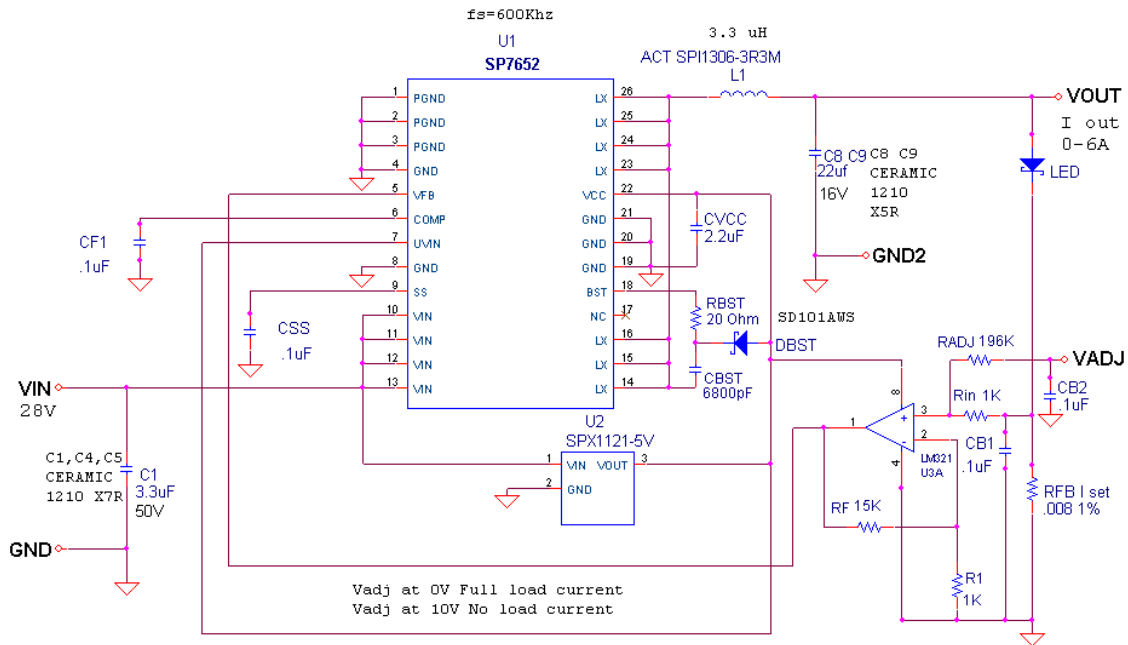 fs=600Khz
U1
SP7652
3.3 uH
ACT SPI1306-3R3M
L1
1 PGND LX 26
2 PGND LX 25
3 PGND LX 24
4 GND LX 23
5 VFB VCC 22
6 COMP GND 21
7 UVIN GND 20
8 GND GND 19
9 SS BST 18
10 VIN NC 17
11 VIN LX 16
12 VIN LX 15
13 VIN LX 14
VOUT
I out
0-6A
LED
C8 C9
22uf
16V
C8 C9
CERAMIC
1210
X5R
GND2
CVCC
2.2uF
CF1
.1uF
CSS
.1uF
RBST
20 Ohm
SD101AWS
DBST
CBST
6800pF
VIN
28V
C1,C4,C5
CERAMIC
1210 X7R
C1
3.3uF
50V
GND
U2
SPX1121-5V
1 VIN VOUT 3
2 GND
RADJ 196K
VADJ
CB2
.1uF
Rin 1K
CB1
.1uF
8
1
+ 3
- 2
4
LM321
U3A
RF 15K
R1
1K
RFB I set
.008 1%
Vadj at 0V Full load current
Vadj at 10V No load current